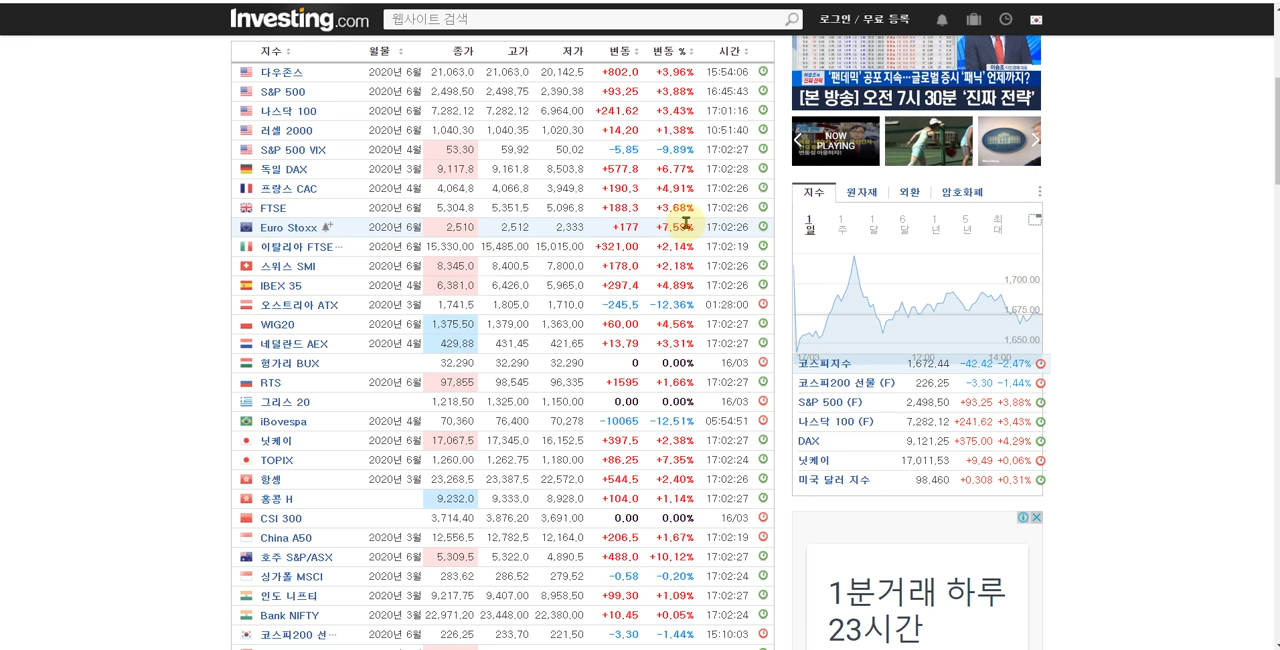 Investing.com
웹사이트 검색
로그인 / 무료 등록
지수 월물 종가 고가 저가 변동 변동 % 시간
다우존스 2020년 6월 21,063,0 21,063,0 20,142,5 +802,0 +3,96% 15:54:06
S&P 500 2020년 6월 2,498,50 2,498,75 2,390,38 +93,25 +3,88% 16:45:43
나스닥 100 2020년 6월 7,282,12 7,282,12 6,664,00 +241,62 +3,43% 17:01:16
러셀 2000 2020년 6월 1,040,30 1,049,35 1,020,30 +14,20 +1,38% 10:51:40
S&P 500 VIX 2020년 4월 53,30 59,92 50,62 -5,85 -9,89% 17:02:27
독일 DAX 2020년 6월 9,117,8 9,161,8 8,513,8 +577,8 +6,77% 17:02:28
프랑스 CAC 2020년 6월 4,064,8 4,066,8 3,949,8 +190,3 +4,91% 17:02:26
FTSE 2020년 6월 5,304,8 5,351,5 5,096,8 +188,3 +3,68% 17:02:26
Euro Stoxx 2020년 6월 2,510 2,512 2,333 +177 17:02:26
이탈리아 FTSE… 2020년 6월 15,330,00 15,485,00 15,015,00 +321,00 +2,14% 17:02:19
스위스 SMI 2020년 6월 8,345,0 8,400,5 7,800,0 +178,0 +2,18% 17:02:26
IBEX 35 2020년 6월 6,381,0 6,446,0 5,965,0 +297,4 +4,89% 17:02:26
오스트리아 ATX 2020년 3월 1,741,5 1,985,0 1,710,0 -245,5 -12,36% 01:28:00
WIG20 2020년 6월 1,375,50 1,379,00 1,363,00 +60,00 +4,56% 17:02:27
네덜란드 AEX 2020년 4월 429,88 431,45 421,65 +13,79 +3,31% 17:02:27
헝가리 BUX 32,290 32,290 32,290 0 0,00% 16/03
RTS 2020년 6월 97,855 98,545 96,335 +1595 +1,66% 17:02:27
그리스 20 1,218,50 1,325,00 1,150,00 0,00 0,00% 16/03
iBovespa 2020년 4월 70,360 76,400 70,278 -10065 -12,51% 05:54:51
닛케이 2020년 6월 17,067,5 17,345,0 16,152,5 +397,5 +2,38% 17:02:27
TOPIX 2020년 6월 1,260,00 1,262,75 1,180,00 +86,25 +7,35% 17:02:24
항셍 2020년 3월 23,268,5 23,387,5 22,572,0 +544,5 +2,40% 17:02:26
홍콩 H 9,232,0 9,333,0 8,928,0 +104,0 +1,14% 17:02:27
CSI 300 3,714,40 3,876,20 3,691,00 0,00 0,00% 16/03
China A50 2020년 3월 12,556,5 12,782,5 12,164,0 +206,5 +1,67% 17:02:19
호주 S&P/ASX 2020년 6월 5,309,5 5,322,0 4,890,5 +488,0 +10,12% 17:02:27
싱가폴 MSCI 2020년 3월 283,62 282,56 279,52 -0,58 -0,20% 17:02:24
인도 니프티 2020년 3월 9,217,75 9,407,00 8,958,50 +99,30 +1,09% 17:02:27
Bank NIFTY 2020년 3월 22,971,20 23,448,00 22,380,00 +10,45 +0,05% 17:02:24
코스피200 선… 2020년 6월 226,25 233,70 221,50 -3,30 -1,44% 15:10:03
'팬데믹' 공포 지속…글로벌 증시 '패닉' 언제까지?
[본 방송] 오전 7시 30분 '진짜 전략'
NOW PLAYING
지수 원자재 외환 암호화폐
1일 1주 1달 6달 1년 5년 최대
1,700.00
1,675.00
1,650.00
17/03 12:00 14:00
코스피지수 1,672,44 -42,42 -2,47%
코스피200 선물 (F) 226,25 -3,30 -1,44%
S&P 500 (F) 2,498,50 +93,25 +3,88%
나스닥 100 (F) 7,282,12 +241,62 +3,43%
DAX 9,121,25 +375,00 +4,29%
닛케이 17,011,53 +9,49 +0,06%
미국 달러 지수 98,460 +0,308 +0,31%
1분거래 하루
23시간